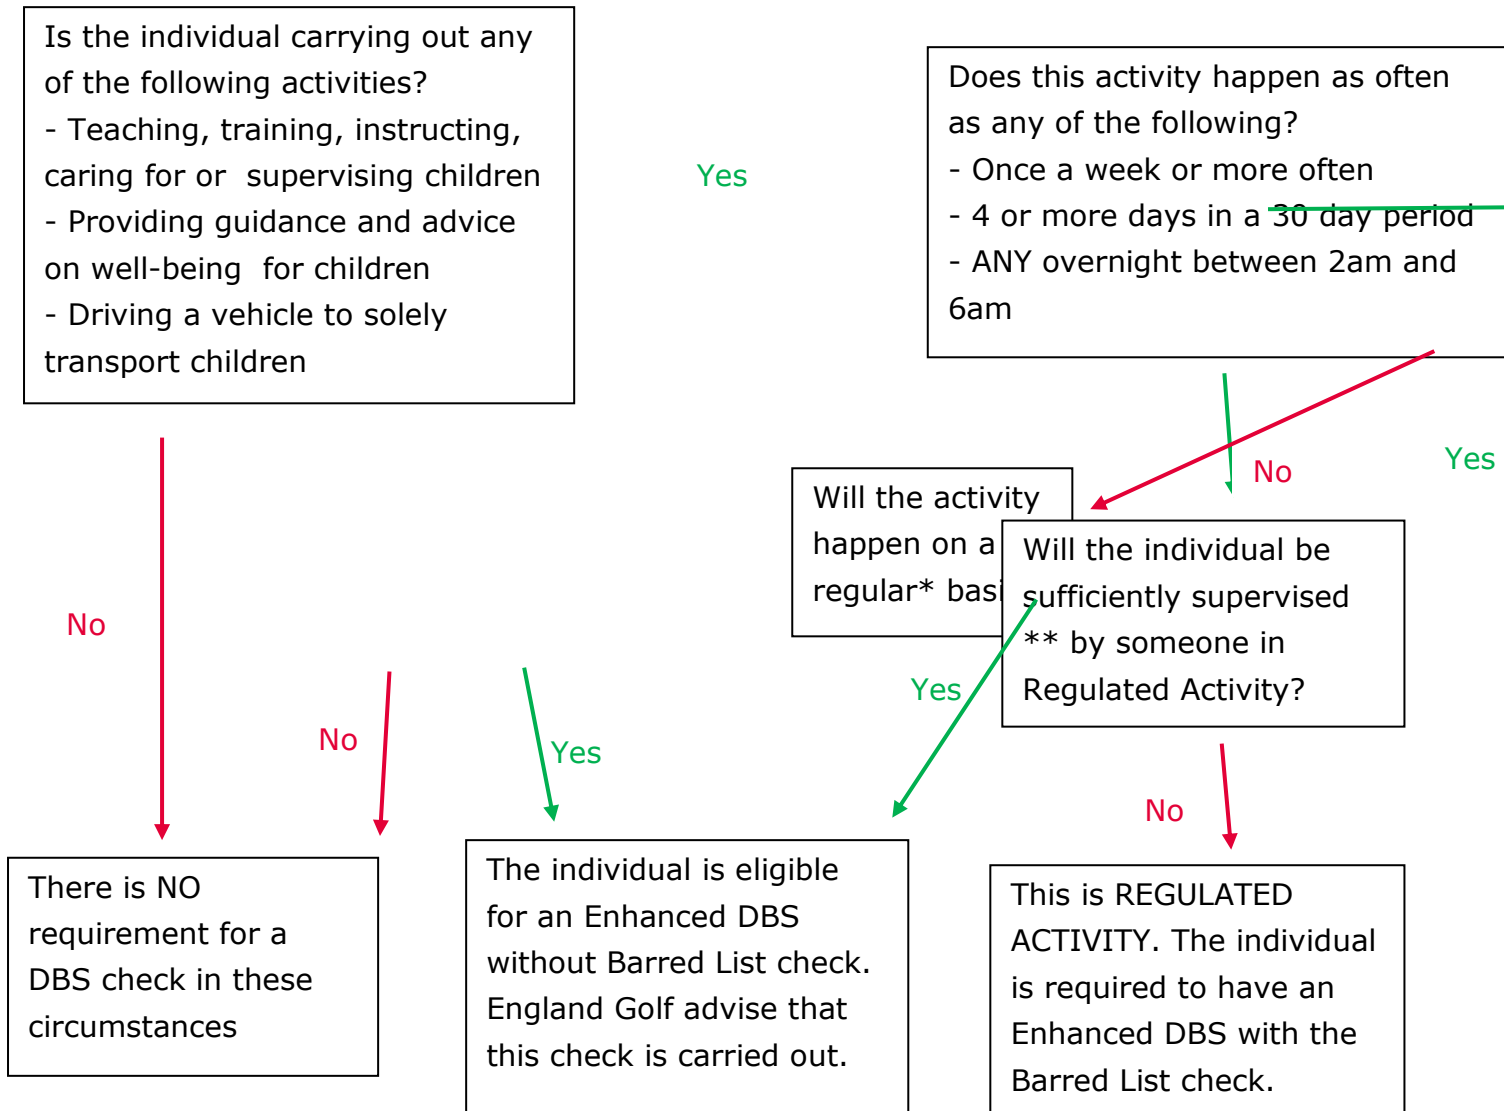 Is the individual carrying out any
of the following activities?
- Teaching, training, instructing,
caring for or  supervising children
- Providing guidance and advice
on well-being  for children
- Driving a vehicle to solely
transport children
Yes
Does this activity happen as often
as any of the following?
- Once a week or more often
- 4 or more days in a 30 day period
- ANY overnight between 2am and
6am
No
Yes
Will the activity
happen on a
regular* basi
Will the individual be
sufficiently supervised
** by someone in
Regulated Activity?
No
Yes
No
Yes
No
There is NO
requirement for a
DBS check in these
circumstances
The individual is eligible
for an Enhanced DBS
without Barred List check.
England Golf advise that
this check is carried out.
This is REGULATED
ACTIVITY. The individual
is required to have an
Enhanced DBS with the
Barred List check.